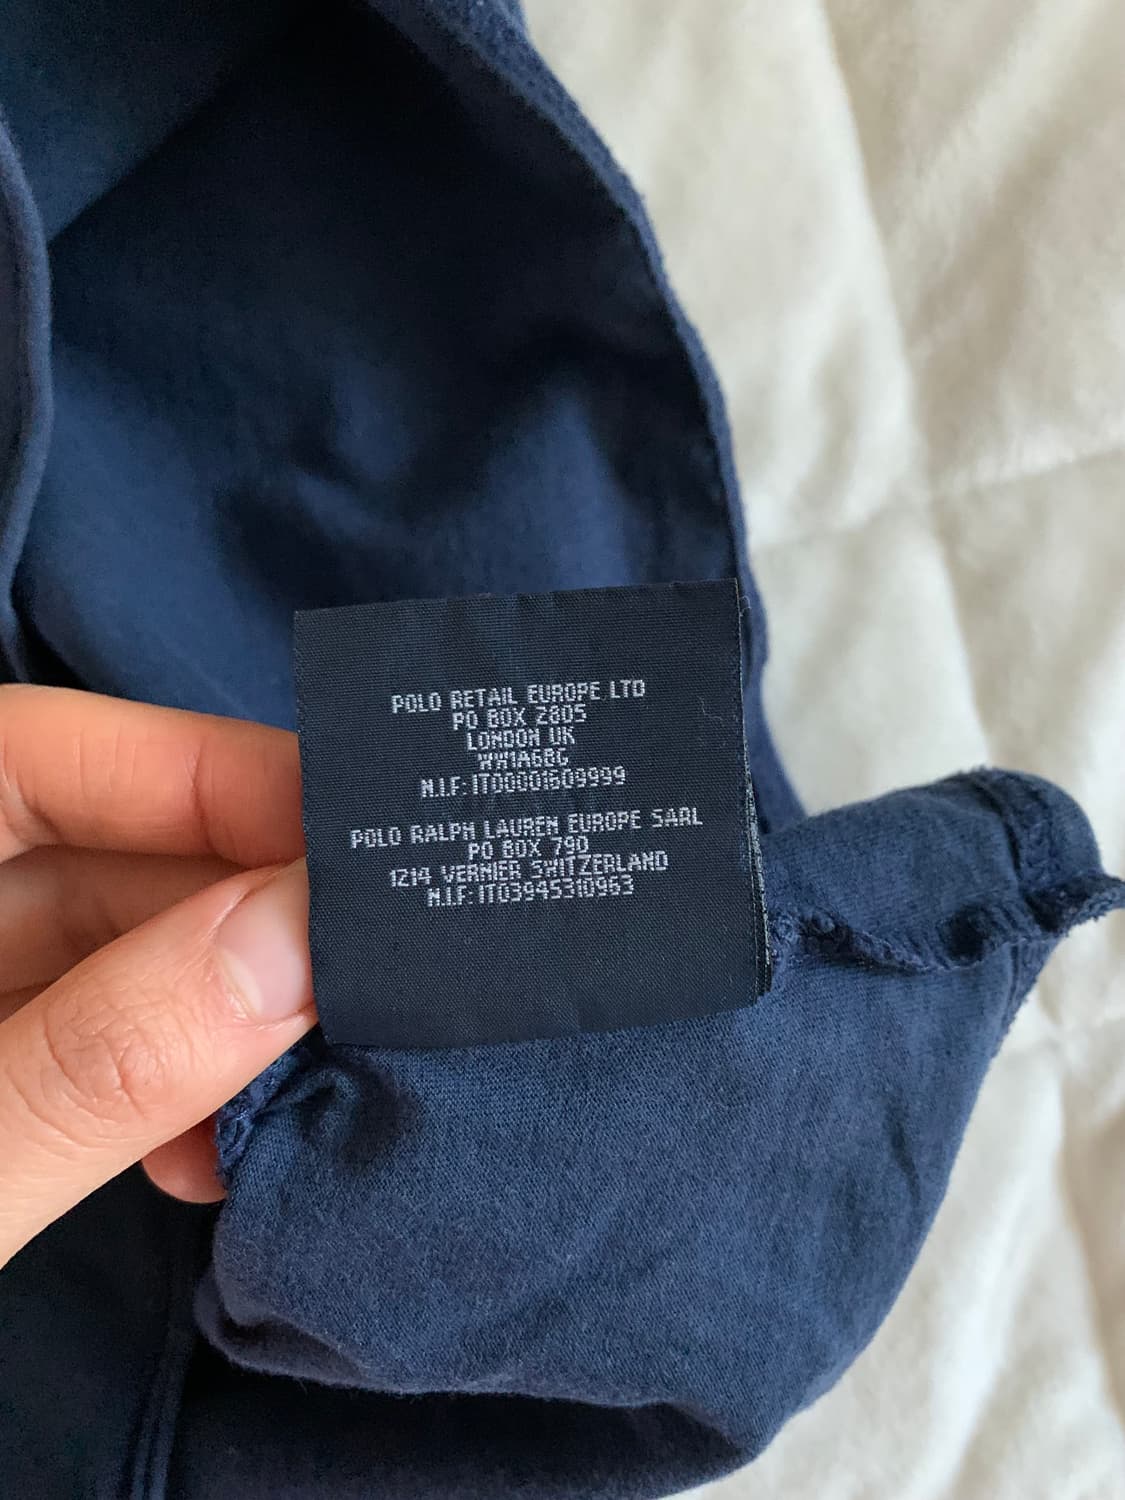 POLO RETAIL EUROPE LTD
PO BOX 2805
LONDON UK
WW1A6BG
N.I.F: IT00001609999
POLO RALPH LAUREN EUROPE SARL
PO BOX 790
1214 VERNIER SWITZERLAND
N.I.F: IT03945310963